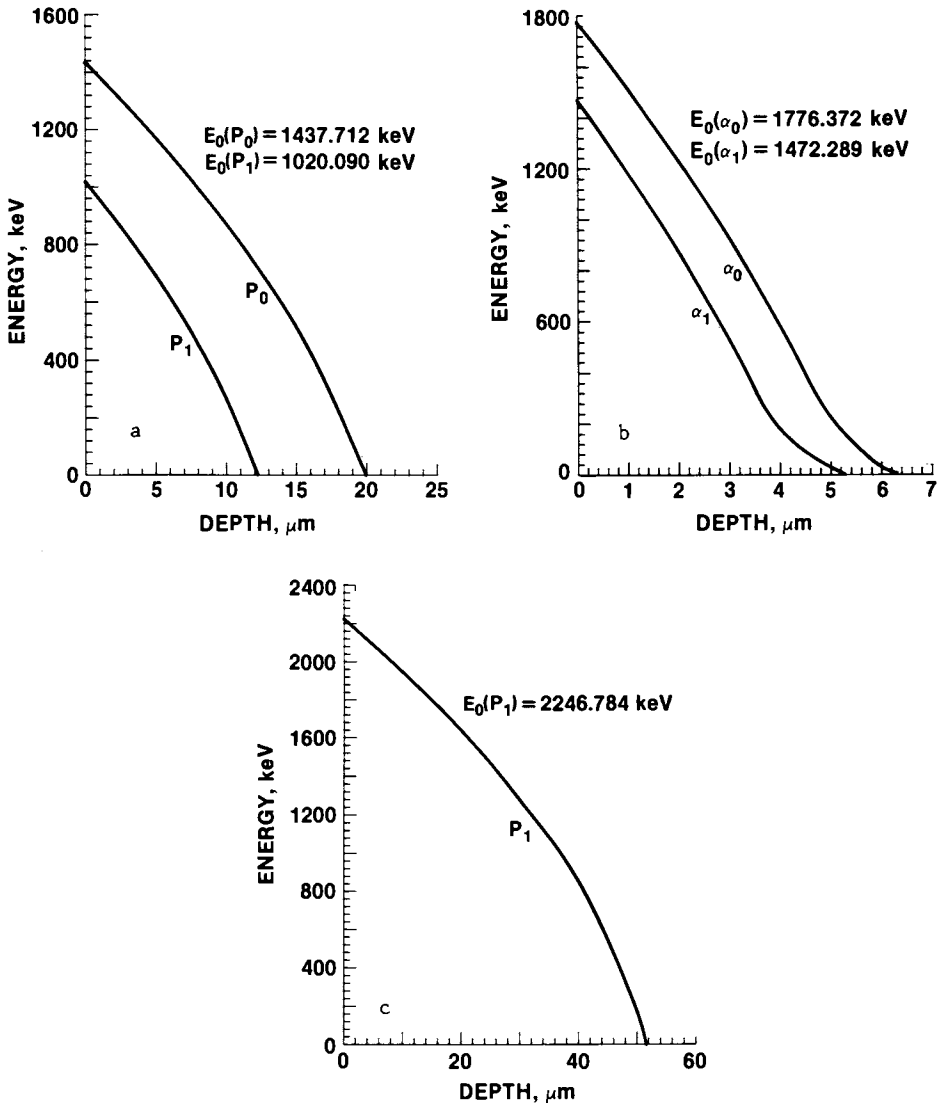 1600
1200
800
400
0
ENERGY, keV
E₀(P₀) = 1437.712 keV
E₀(P₁) = 1020.090 keV
P₀
P₁
a
0 5 10 15 20 25
DEPTH, μm
1800
1200
600
0
ENERGY, keV
E₀(α₀) = 1776.372 keV
E₀(α₁) = 1472.289 keV
α₀
α₁
b
0 1 2 3 4 5 6 7
DEPTH, μm
2400
2000
1600
1200
800
400
0
ENERGY, keV
E₀(P₁) = 2246.784 keV
P₁
c
0 20 40 60
DEPTH, μm